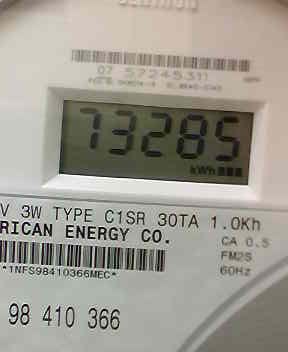 07 57245311
73285
kWh
V 3W TYPE C1SR 30TA 1.0Kh
RICAN ENERGY CO.
CA 0.5
FM2S
60Hz
*1NFS98410366MEC*
98 410 366